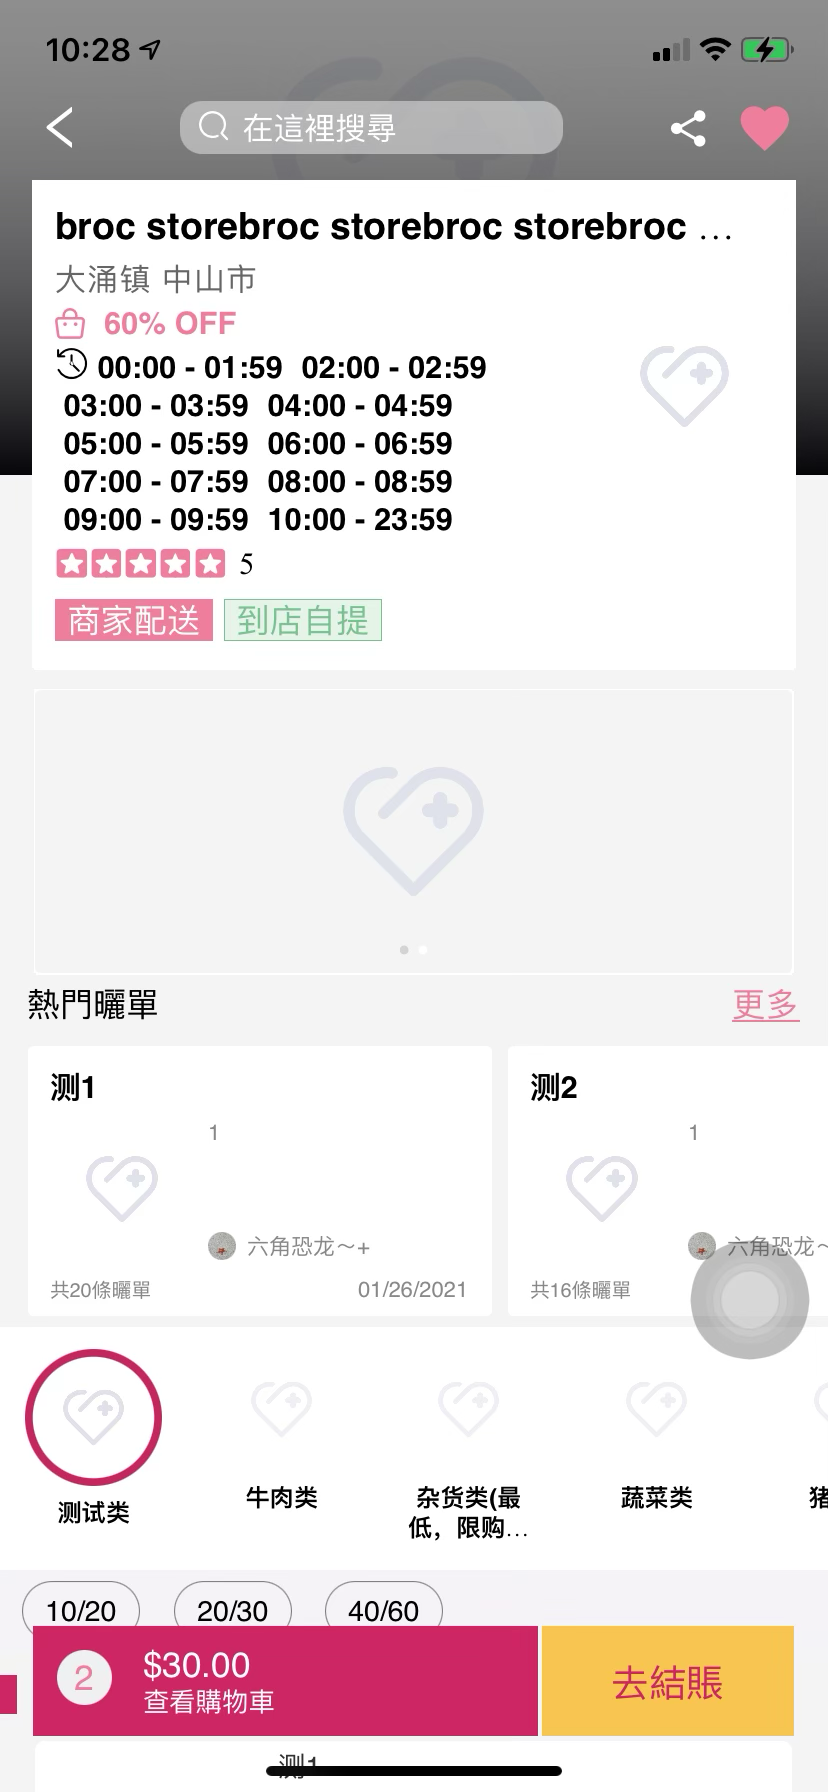 10:28
在這裡搜尋
broc storebroc storebroc storebroc ...
大涌镇 中山市
60% OFF
00:00 - 01:59 02:00 - 02:59
03:00 - 03:59 04:00 - 04:59
05:00 - 05:59 06:00 - 06:59
07:00 - 07:59 08:00 - 08:59
09:00 - 09:59 10:00 - 23:59
5
商家配送 到店自提
熱門曬單 更多
测1
1
六角恐龙～+
共20條曬單 01/26/2021
测2
1
六角恐龙～
共16條曬單
测试类
牛肉类
杂货类(最
低，限购...
蔬菜类
猪
10/20 20/30 40/60
2
$30.00
查看購物車
去結賬
测1